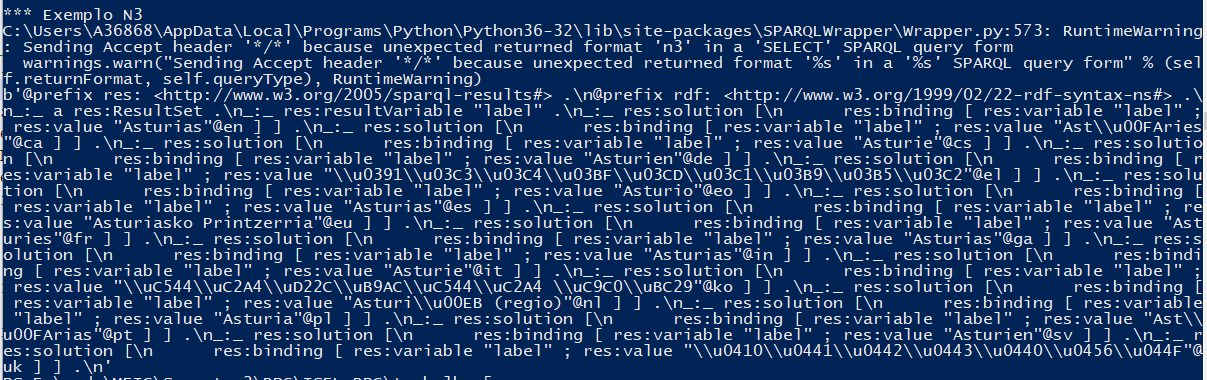 *** Exemplo N3
C:\Users\A36868\AppData\Local\Programs\Python\Python36-32\lib\site-packages\SPARQLWrapper\Wrapper.py:573: RuntimeWarning
: Sending Accept header '*/*' because unexpected returned format 'n3' in a 'SELECT' SPARQL query form
  warnings.warn("Sending Accept header '*/*' because unexpected returned format '%s' in a '%s' SPARQL query form" % (sel
f.returnFormat, self.queryType), RuntimeWarning)
b'@prefix res: <http://www.w3.org/2005/sparql-results#> .\n@prefix rdf: <http://www.w3.org/1999/02/22-rdf-syntax-ns#> .\
n_:_ a res:ResultSet .\n_:_ res:resultVariable "label" .\n_:_ res:solution [\n      res:binding [ res:variable "label" ;
 res:value "Asturias"@en ] ] .\n_:_ res:solution [\n      res:binding [ res:variable "label" ; res:value "Ast\\u00FAries
"@ca ] ] .\n_:_ res:solution [\n      res:binding [ res:variable "label" ; res:value "Asturie"@cs ] ] .\n_:_ res:solutio
n [\n      res:binding [ res:variable "label" ; res:value "Asturien"@de ] ] .\n_:_ res:solution [\n      res:binding [ r
es:variable "label" ; res:value "\\u0391\\u03C3\\u03C4\\u03BF\\u03CD\\u03C1\\u03B9\\u03B5\\u03C2"@el ] ] .\n_:_ res:solu
tion [\n      res:binding [ res:variable "label" ; res:value "Asturio"@eo ] ] .\n_:_ res:solution [\n      res:binding [
 res:variable "label" ; res:value "Asturias"@es ] ] .\n_:_ res:solution [\n      res:binding [ res:variable "label" ; re
s:value "Asturiasko Printzerria"@eu ] ] .\n_:_ res:solution [\n      res:binding [ res:variable "label" ; res:value "Ast
uries"@fr ] ] .\n_:_ res:solution [\n      res:binding [ res:variable "label" ; res:value "Asturias"@ga ] ] .\n_:_ res:s
olution [\n      res:binding [ res:variable "label" ; res:value "Asturias"@in ] ] .\n_:_ res:solution [\n      res:bindi
ng [ res:variable "label" ; res:value "Asturie"@it ] ] .\n_:_ res:solution [\n      res:binding [ res:variable "label" ;
 res:value "\\uC544\\uC2A4\\uD22C\\uB9AC\\uC544\\uC2A4 \\uC9C0\\uBC29"@ko ] ] .\n_:_ res:solution [\n      res:binding [
 res:variable "label" ; res:value "Asturi\\u00EB (regio)"@nl ] ] .\n_:_ res:solution [\n      res:binding [ res:variable
 "label" ; res:value "Asturia"@pl ] ] .\n_:_ res:solution [\n      res:binding [ res:variable "label" ; res:value "Ast\\
u00FArias"@pt ] ] .\n_:_ res:solution [\n      res:binding [ res:variable "label" ; res:value "Asturien"@sv ] ] .\n_:_ r
es:solution [\n      res:binding [ res:variable "label" ; res:value "\\u0410\\u0441\\u0442\\u0443\\u0440\\u0456\\u044F"@
uk ] ] .\n'